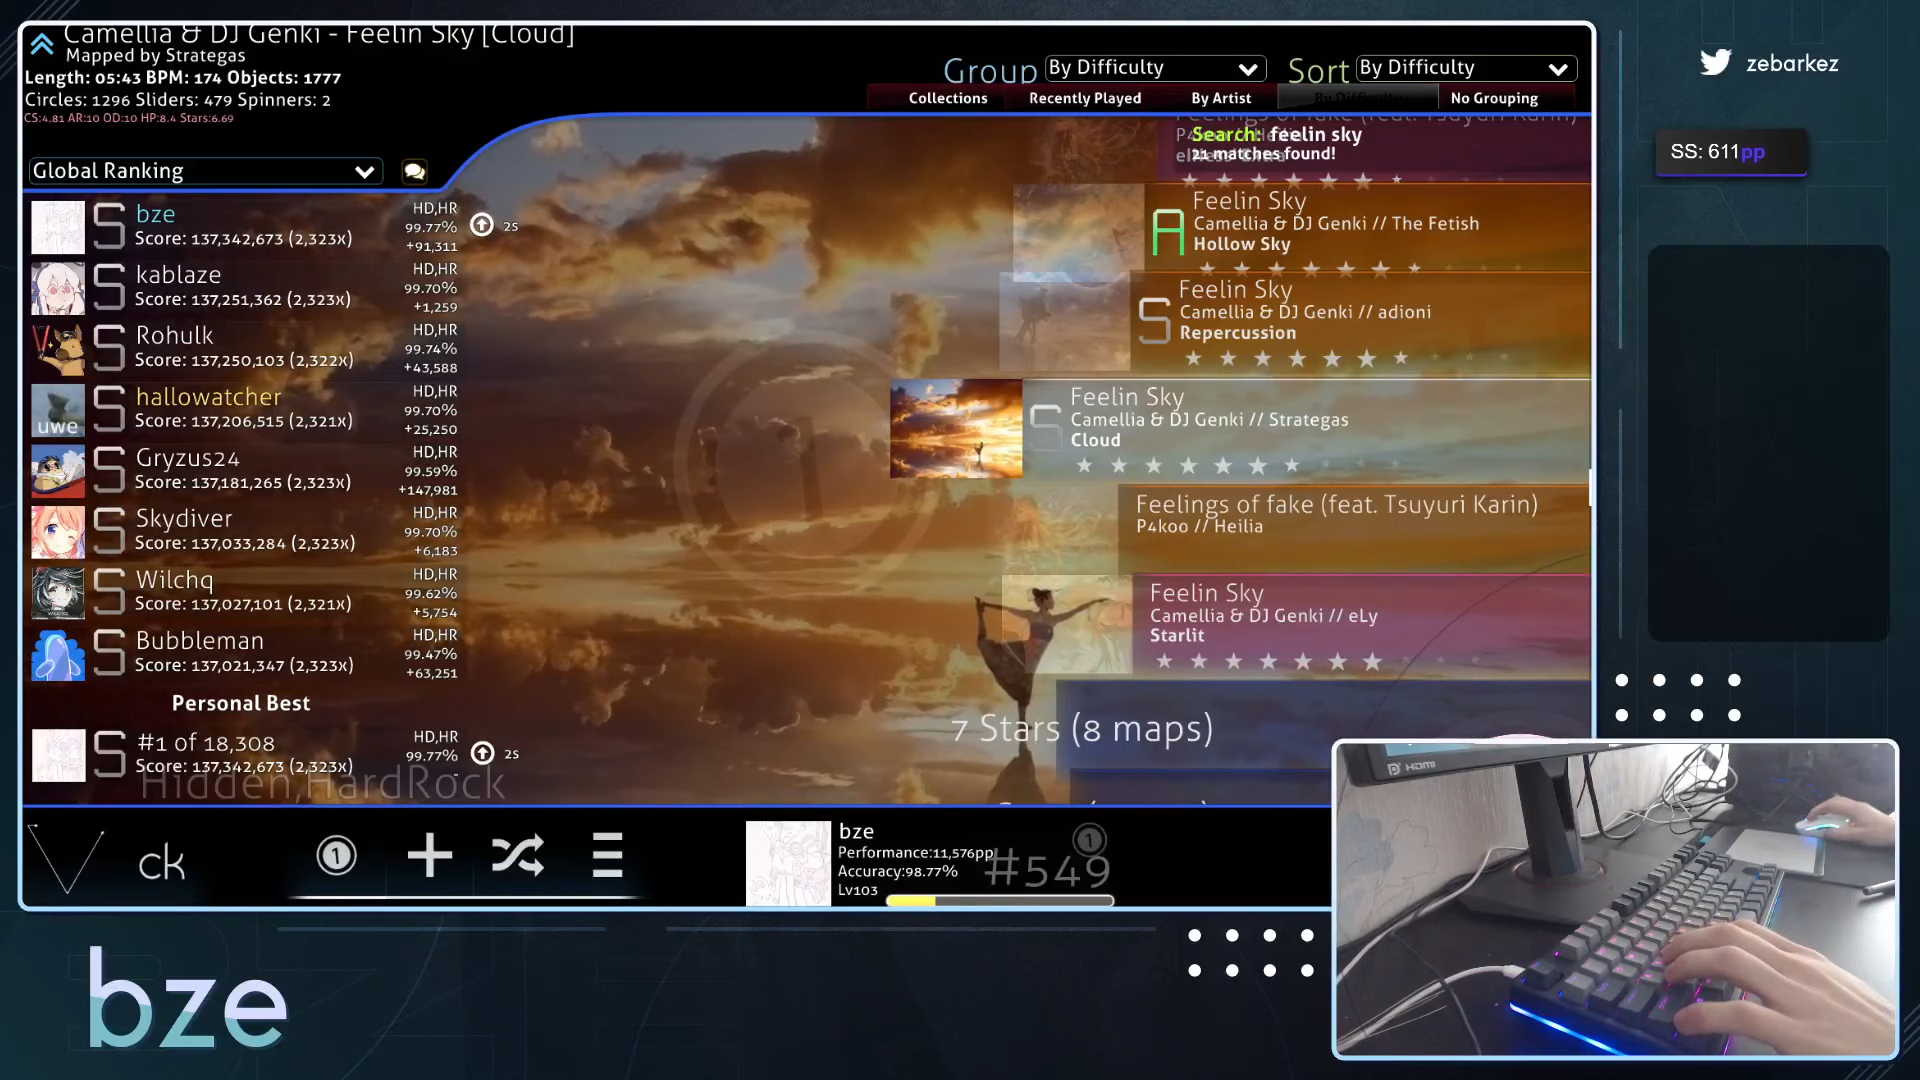 Camellia & DJ Genki - Feelin Sky [Cloud]
Mapped by Strategas
Length: 05:43 BPM: 174 Objects: 1777
Circles: 1296 Sliders: 479 Spinners: 2
CS:4.81 AR:10 OD:10 HP:8.4 Stars:6.69
Group By Difficulty
Sort By Difficulty
Collections
Recently Played
By Artist
By Difficulty
No Grouping
Global Ranking
bze
Score: 137,342,673 (2,323x)
HD,HR
99.77%
+91,311
25
kablaze
Score: 137,251,362 (2,323x)
HD,HR
99.70%
+1,259
Rohulk
Score: 137,250,103 (2,322x)
HD,HR
99.74%
+43,588
hallowatcher
Score: 137,206,515 (2,321x)
HD,HR
99.70%
+25,250
uwe
Gryzus24
Score: 137,181,265 (2,323x)
HD,HR
99.59%
+147,981
Skydiver
Score: 137,033,284 (2,323x)
HD,HR
99.70%
+6,183
Wilchq
Score: 137,027,101 (2,321x)
HD,HR
99.62%
+5,754
Bubbleman
Score: 137,021,347 (2,323x)
HD,HR
99.47%
+63,251
Personal Best
#1 of 18,308
Score: 137,342,673 (2,323x)
HD,HR
99.77%
-
25
Hidden,HardRock
Feelings of fake (feat. Tsuyuri Karin)
Search: feelin sky
21 matches found!
A
Feelin Sky
Camellia & DJ Genki // The Fetish
Hollow Sky
S
Feelin Sky
Camellia & DJ Genki // adioni
Repercussion
S
Feelin Sky
Camellia & DJ Genki // Strategas
Cloud
Feelings of fake (feat. Tsuyuri Karin)
P4koo // Heilia
Feelin Sky
Camellia & DJ Genki // eLy
Starlit
7 Stars (8 maps)
ck
1
bze
Performance:11,576pp
Accuracy:98.77%
Lv103
#549
1
zebarkez
SS: 611pp
HDMI
bze